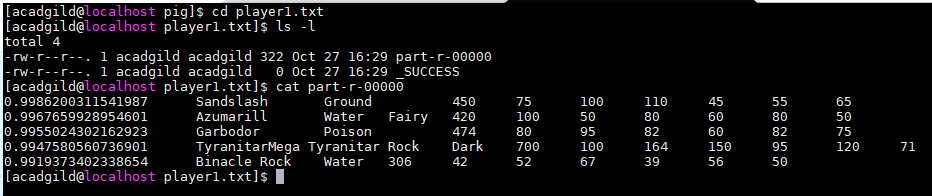 [acadgild@localhost pig]$ cd player1.txt
[acadgild@localhost player1.txt]$ ls -l
total 4
-rw-r--r--. 1 acadgild acadgild 322 Oct 27 16:29 part-r-00000
-rw-r--r--. 1 acadgild acadgild   0 Oct 27 16:29 _SUCCESS
[acadgild@localhost player1.txt]$ cat part-r-00000
0.9986200311541987      Sandslash       Ground          450     75      100     110     45      55      65
0.9967659928954601      Azumarill       Water   Fairy   420     100     50      80      60      80      50
0.9955024302162923      Garbodor        Poison          474     80      95      82      60      82      75
0.9947580560736901      TyranitarMega Tyranitar Rock    Dark    700     100     164     150     95      120     71
0.9919373402338654      Binacle Rock    Water   306     42      52      67      39      56      50
[acadgild@localhost player1.txt]$